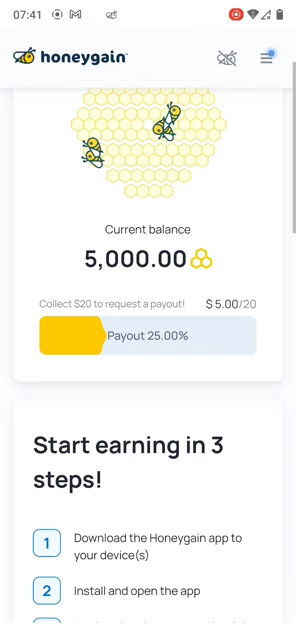 07:41
honeygain
Current balance
5,000.00
Collect $20 to request a payout! $ 5.00/20
Payout 25.00%
Start earning in 3
steps!
1 Download the Honeygain app to
your device(s)
2 Install and open the app